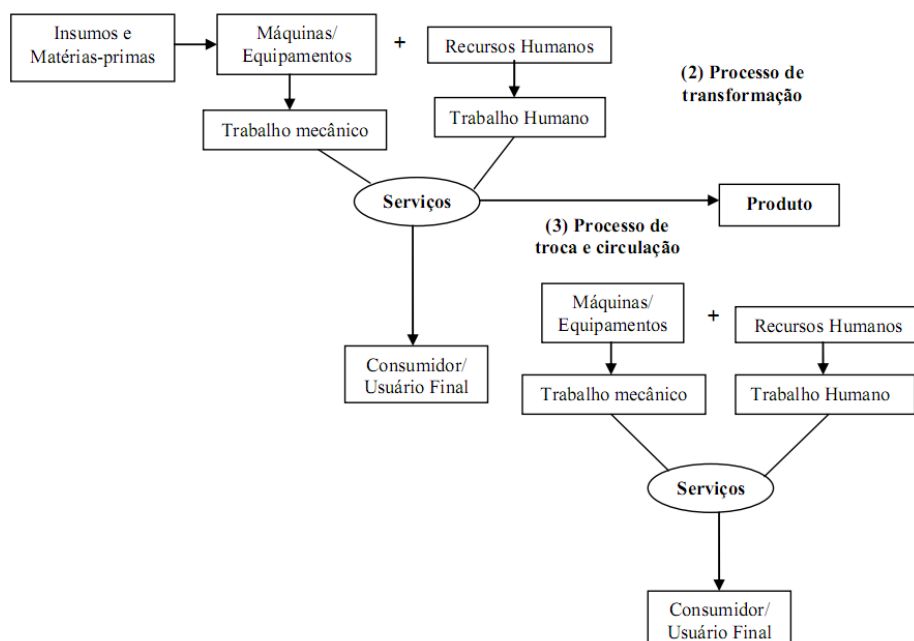 Insumos e
Matérias-primas
Máquinas/
Equipamentos
+
Recursos Humanos
(2) Processo de
transformação
Trabalho mecânico
Trabalho Humano
Serviços
Produto
(3) Processo de
troca e circulação
Máquinas/
Equipamentos
+
Recursos Humanos
Consumidor/
Usuário Final
Trabalho mecânico
Trabalho Humano
Serviços
Consumidor/
Usuário Final